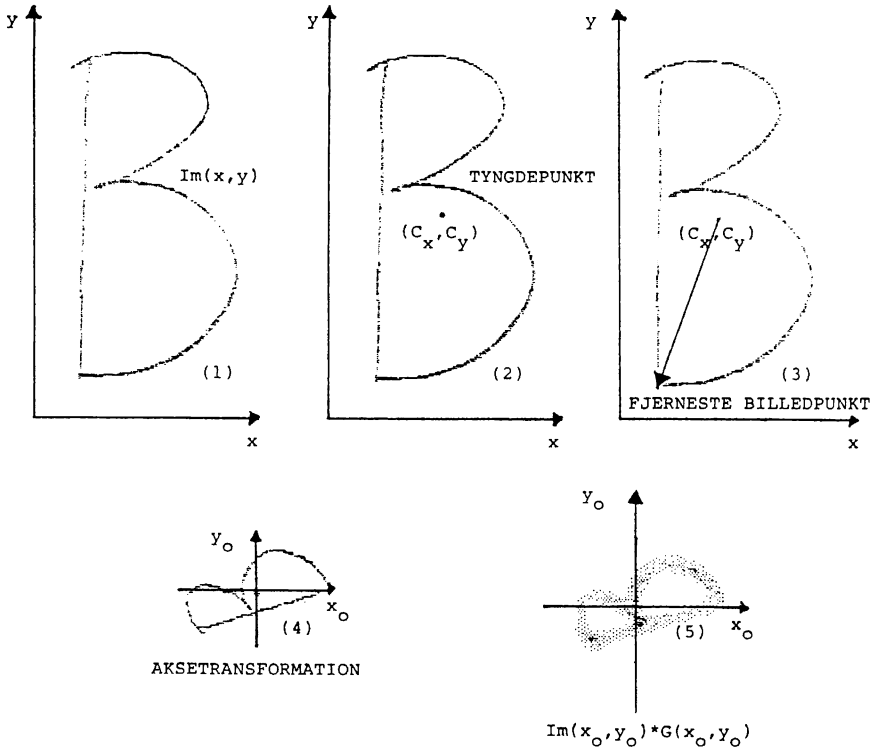 y
Im(x,y)
(1)
x
y
TYNGDEPUNKT
(C_x,C_y)
(2)
x
y
(C_x,C_y)
(3)
FJERNESTE BILLEDPUNKT
x
y_o
x_o
(4)
AKSETRANSFORMATION
y_o
x_o
(5)
Im(x_o,y_o)*G(x_o,y_o)